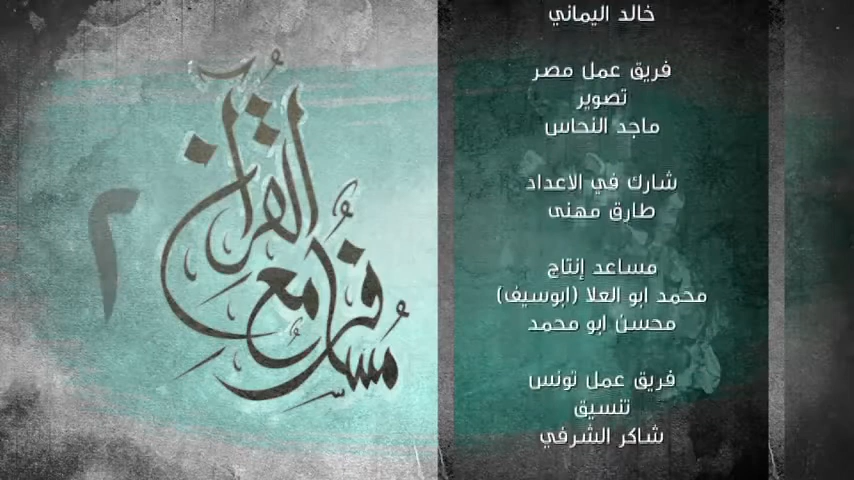 مسافر مع القرآن
٢
خالد اليماني
فريق عمل مصر
تصوير
ماجد النحاس
شارك في الاعداد
طارق مهنى
مساعد إنتاج
محمد ابو العلا (ابوسيف)
محسن ابو محمد
فريق عمل تونس
تنسيق
شاكر الشرفي